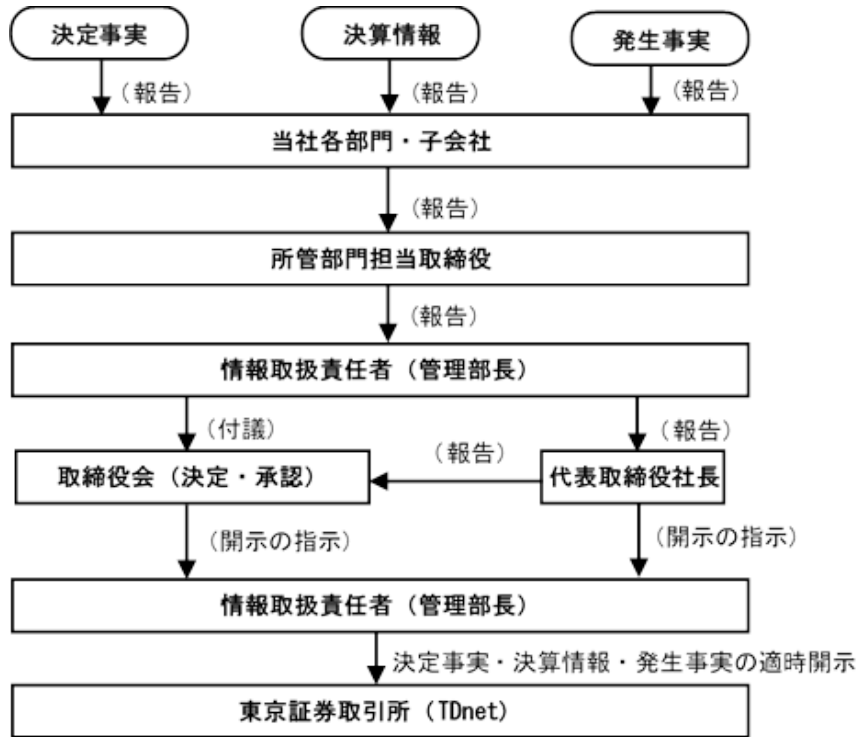 決定事実
決算情報
発生事実
(報告)
(報告)
(報告)
当社各部門・子会社
(報告)
所管部門担当取締役
(報告)
情報取扱責任者(管理部長)
(付議)
(報告)
取締役会(決定・承認)
(報告)
代表取締役社長
(開示の指示)
(開示の指示)
情報取扱責任者(管理部長)
決定事実・決算情報・発生事実の適時開示
東京証券取引所(TDnet)